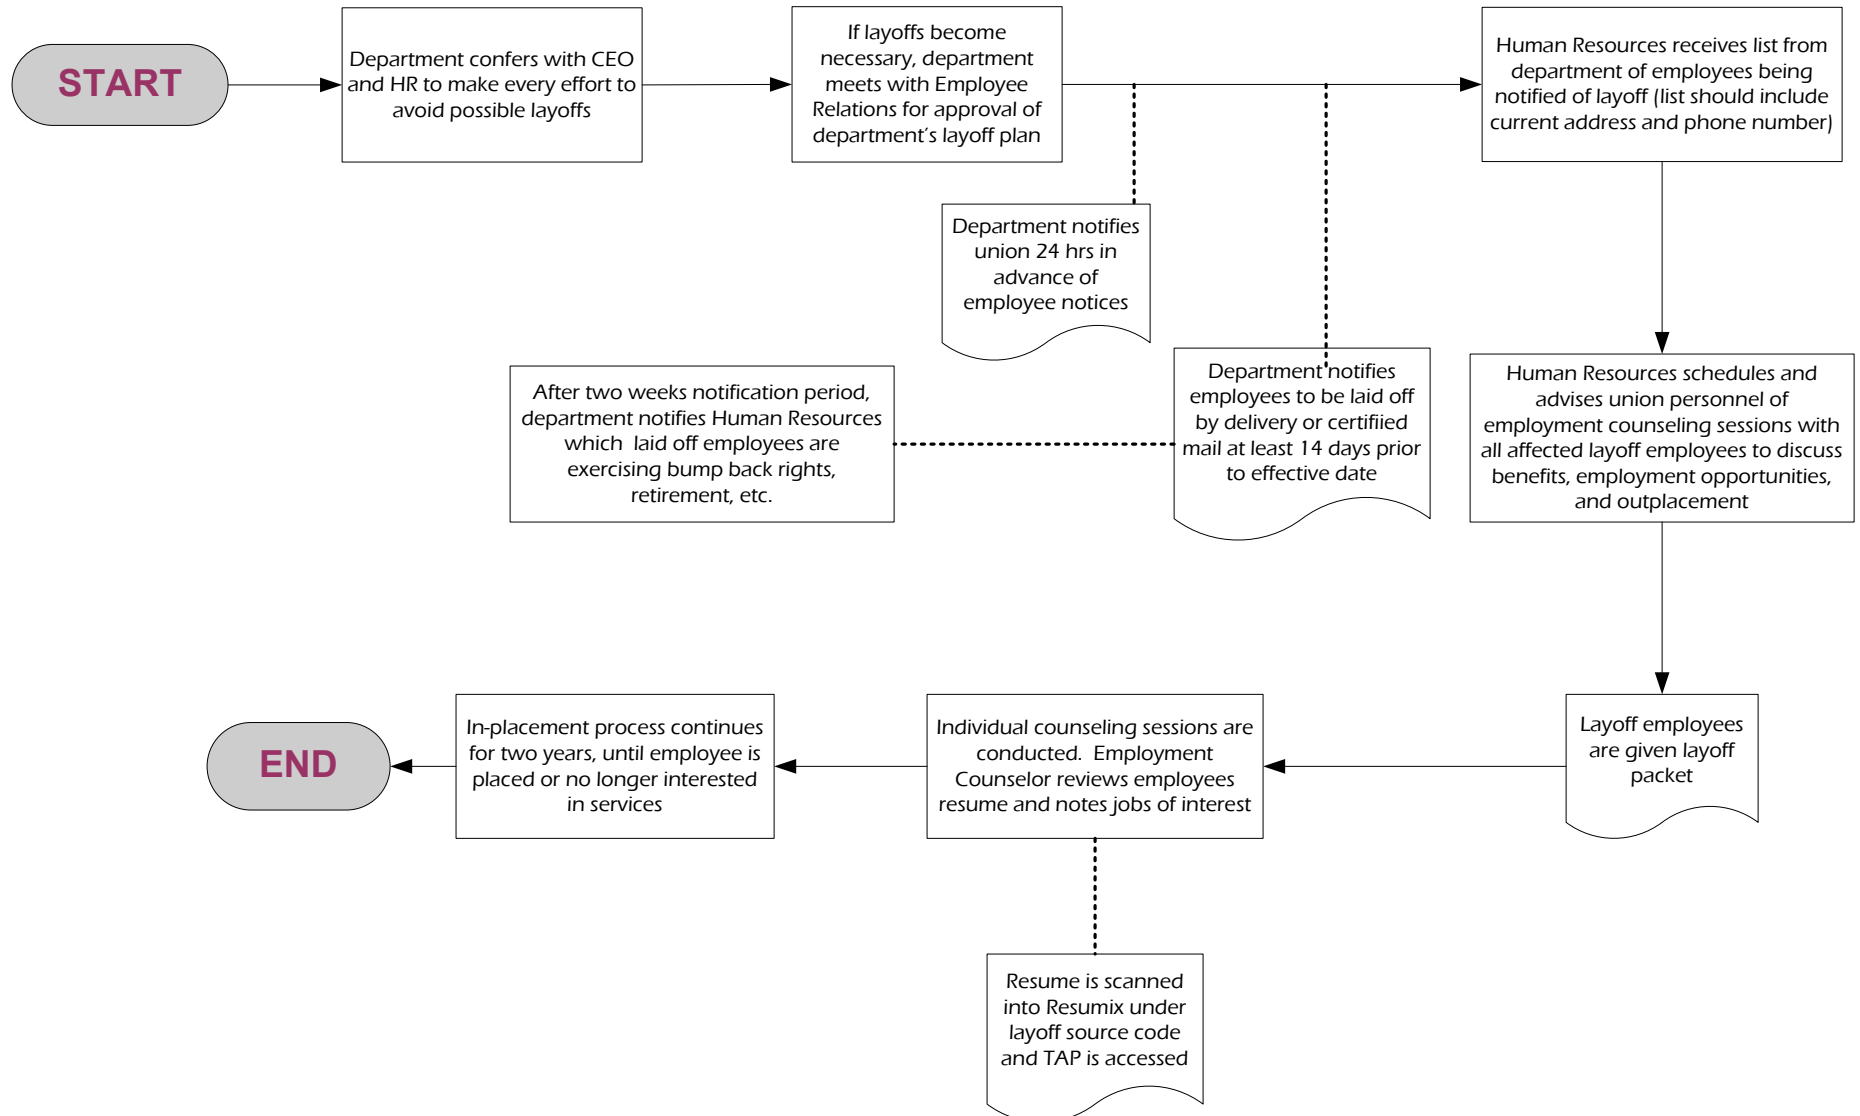 START
Department confers with CEO
and HR to make every effort to
avoid possible layoffs
If layoffs become
necessary, department
meets with Employee
Relations for approval of
department's layoff plan
Human Resources receives list from
department of employees being
notified of layoff (list should include
current address and phone number)
Department notifies
union 24 hrs in
advance of
employee notices
Department notifies
employees to be laid off
by delivery or certifiied
mail at least 14 days prior
to effective date
After two weeks notification period,
department notifies Human Resources
which  laid off employees are
exercising bump back rights,
retirement, etc.
Human Resources schedules and
advises union personnel of
employment counseling sessions with
all affected layoff employees to discuss
benefits, employment opportunities,
and outplacement
Layoff employees
are given layoff
packet
Individual counseling sessions are
conducted.  Employment
Counselor reviews employees
resume and notes jobs of interest
Resume is scanned
into Resumix under
layoff source code
and TAP is accessed
In-placement process continues
for two years, until employee is
placed or no longer interested
in services
END